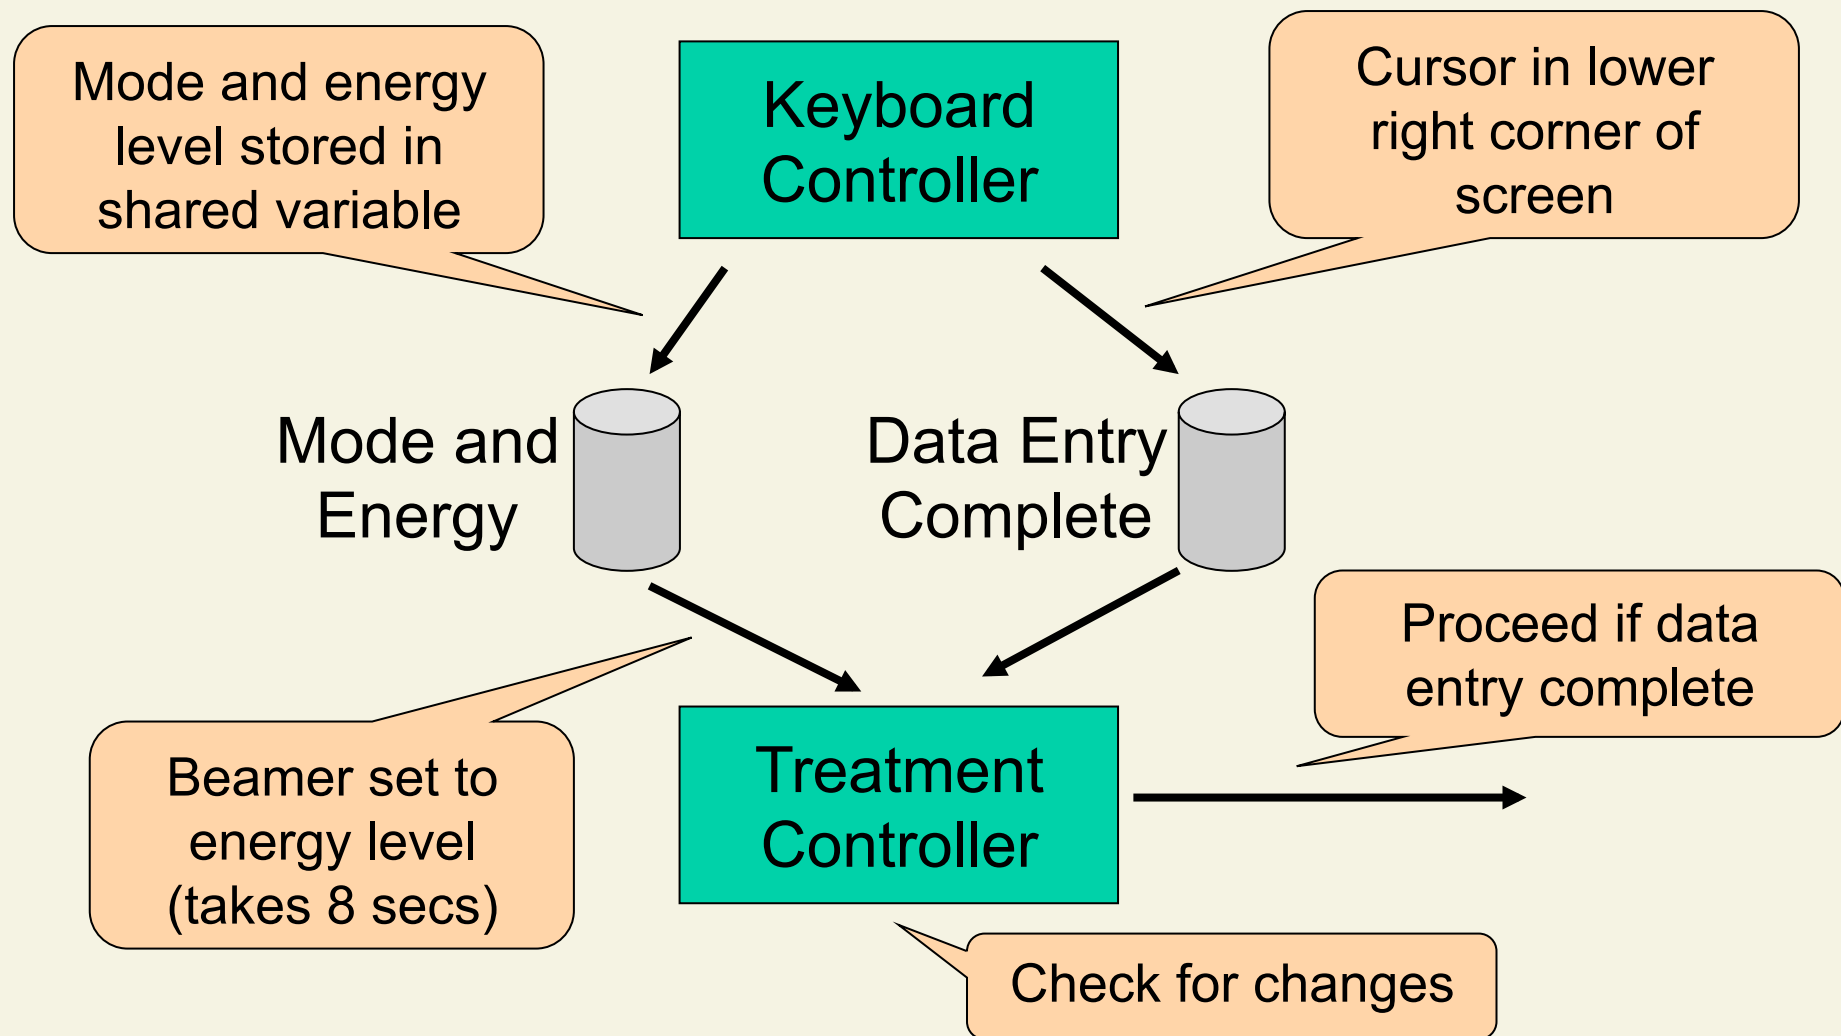 Mode and energy
level stored in
shared variable
Keyboard
Controller
Cursor in lower
right corner of
screen
Mode and
Energy
Data Entry
Complete
Proceed if data
entry complete
Beamer set to
energy level
(takes 8 secs)
Treatment
Controller
Check for changes